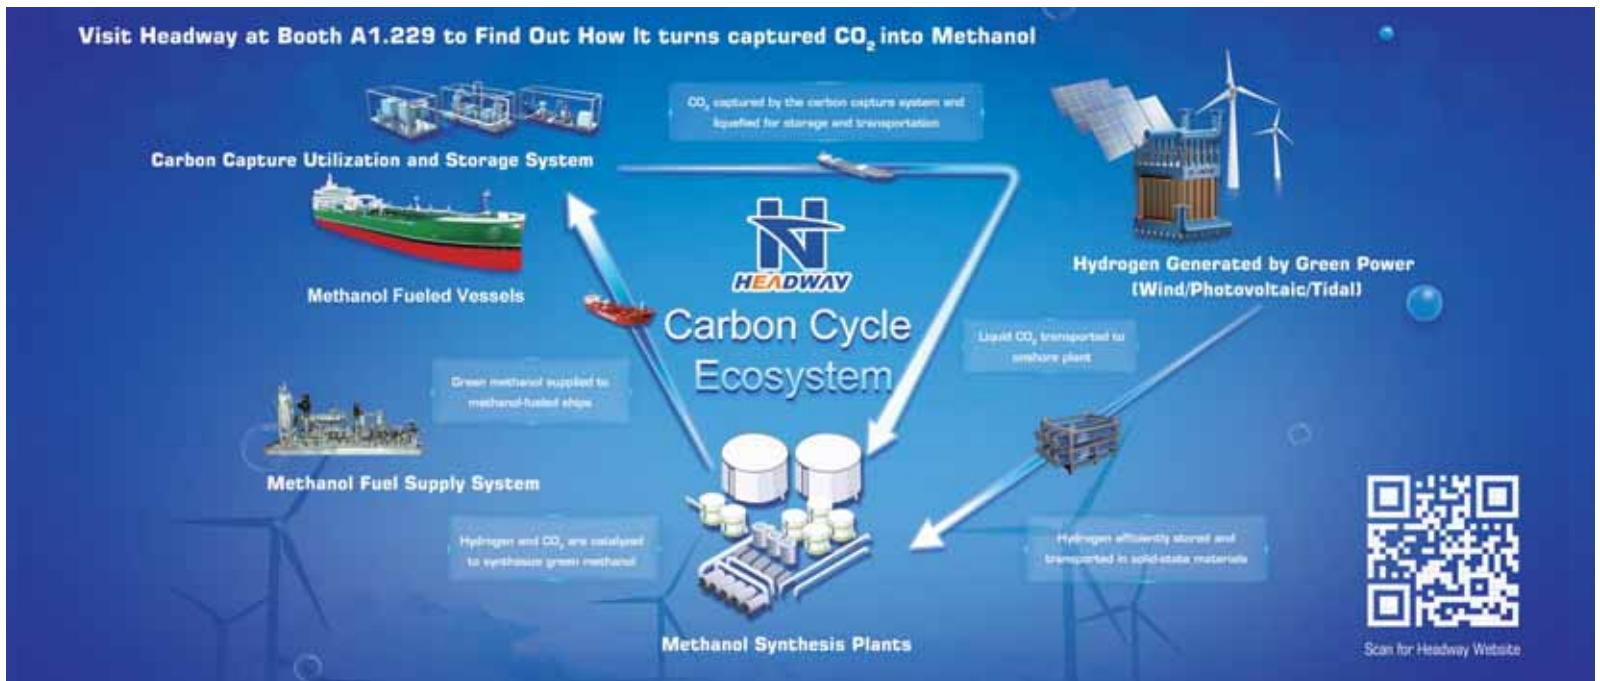 Visit Headway at Booth A1.229 to Find Out How It turns captured CO₂ into Methanol
CO₂ captured by the carbon capture system and
liquefied for storage and transportation
Carbon Capture Utilization and Storage System
HEADWAY
Hydrogen Generated by Green Power
(Wind/Photovoltaic/Tidal)
Methanol Fueled Vessels
Carbon Cycle
Ecosystem
Liquid CO₂ transported to
onshore plant
Green methanol supplied to
methanol-fueled ships
Methanol Fuel Supply System
Hydrogen and CO₂ are catalyzed
to synthesize green methanol
Hydrogen efficiently stored and
transported in solid-state materials
Methanol Synthesis Plants
Scan for Headway Website